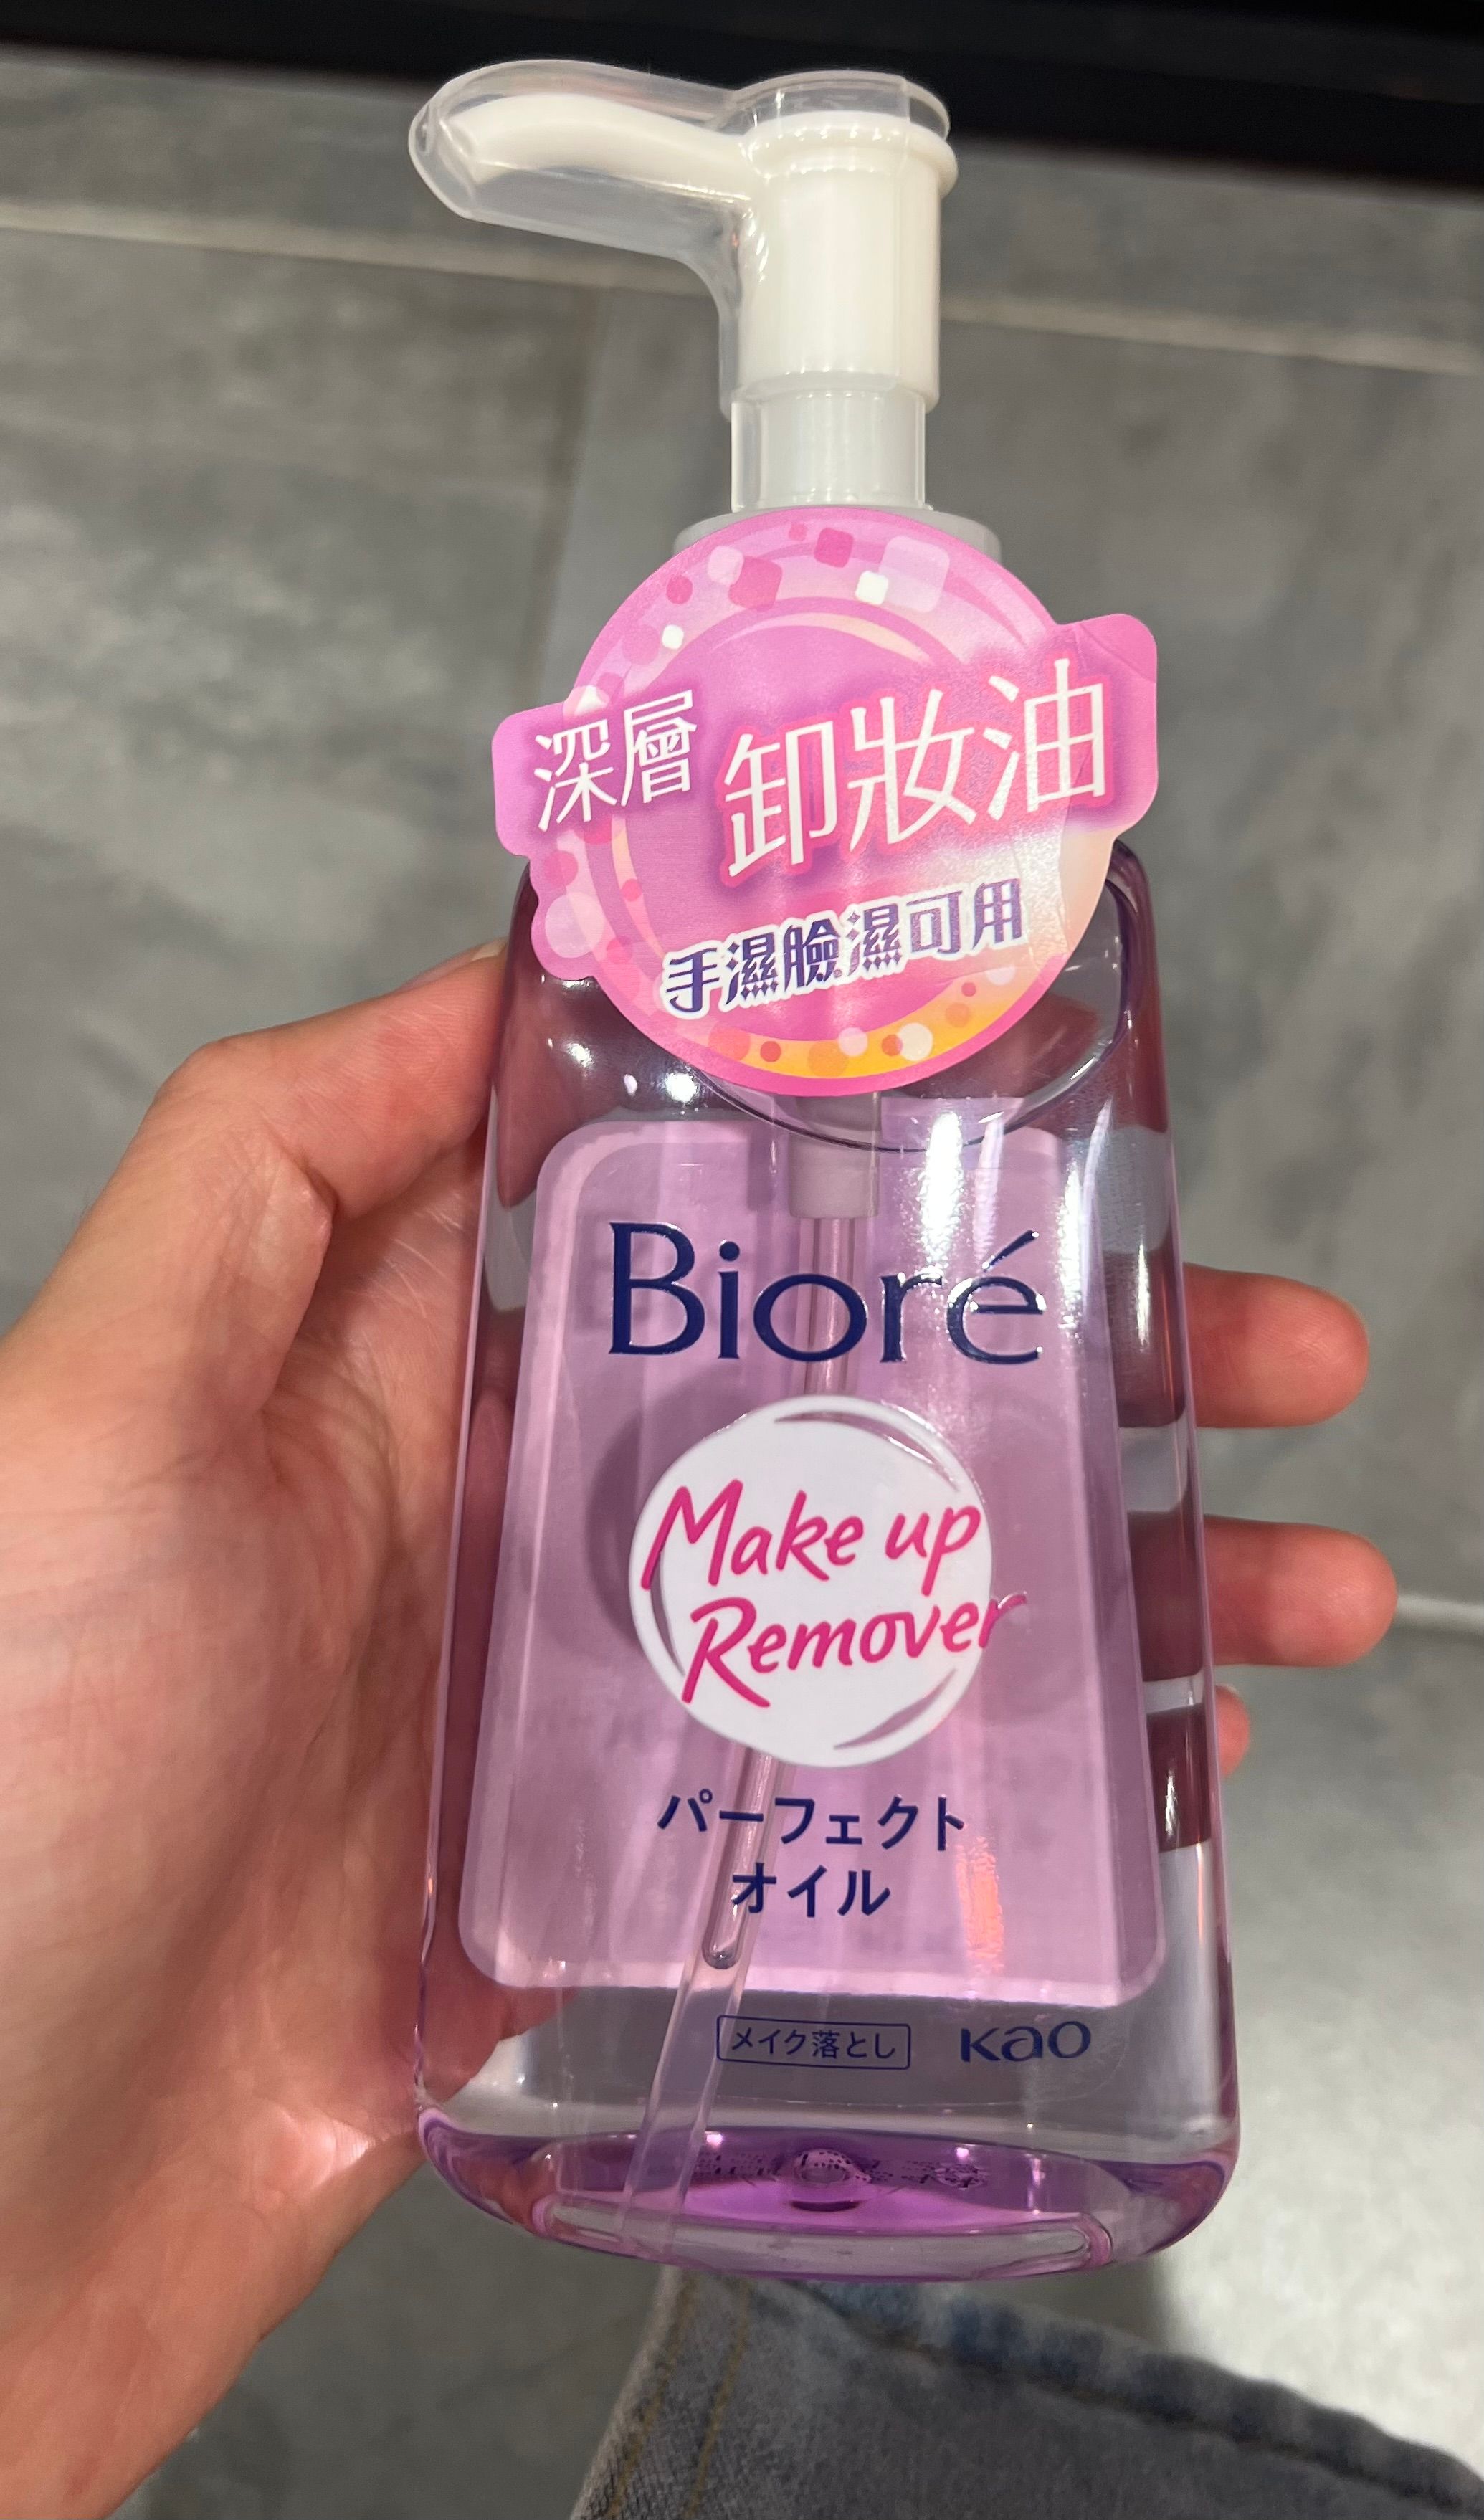 深層 卸妝油
手濕臉濕可用
Bioré
Make up
Remover
パーフェクト
オイル
メイク落とし Kao